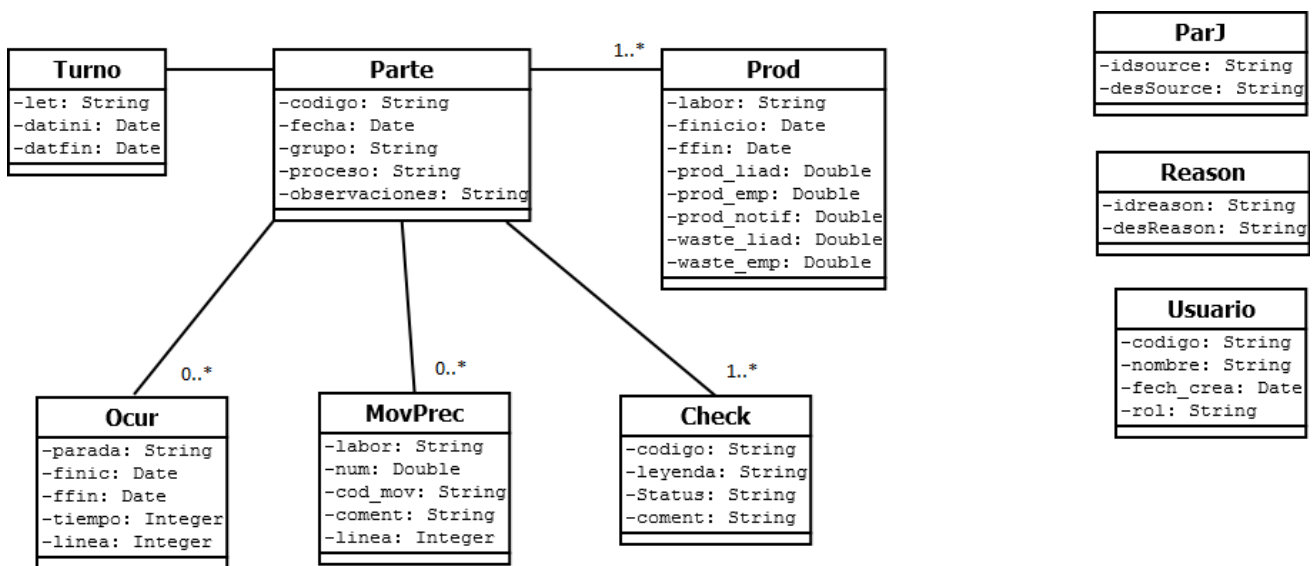 Turno
-let: String
-datini: Date
-datfin: Date
Parte
-codigo: String
-fecha: Date
-grupo: String
-proceso: String
-observaciones: String
1..*
Prod
-labor: String
-finicio: Date
-ffin: Date
-prod_liad: Double
-prod_emp: Double
-prod_notif: Double
-waste_liad: Double
-waste_emp: Double
ParJ
-idsource: String
-desSource: String
Reason
-idreason: String
-desReason: String
Usuario
-codigo: String
-nombre: String
-fech_crea: Date
-rol: String
0..*
Ocur
-parada: String
-finic: Date
-ffin: Date
-tiempo: Integer
-linea: Integer
0..*
MovPrec
-labor: String
-num: Double
-cod_mov: String
-coment: String
-linea: Integer
1..*
Check
-codigo: String
-leyenda: String
-Status: String
-coment: String